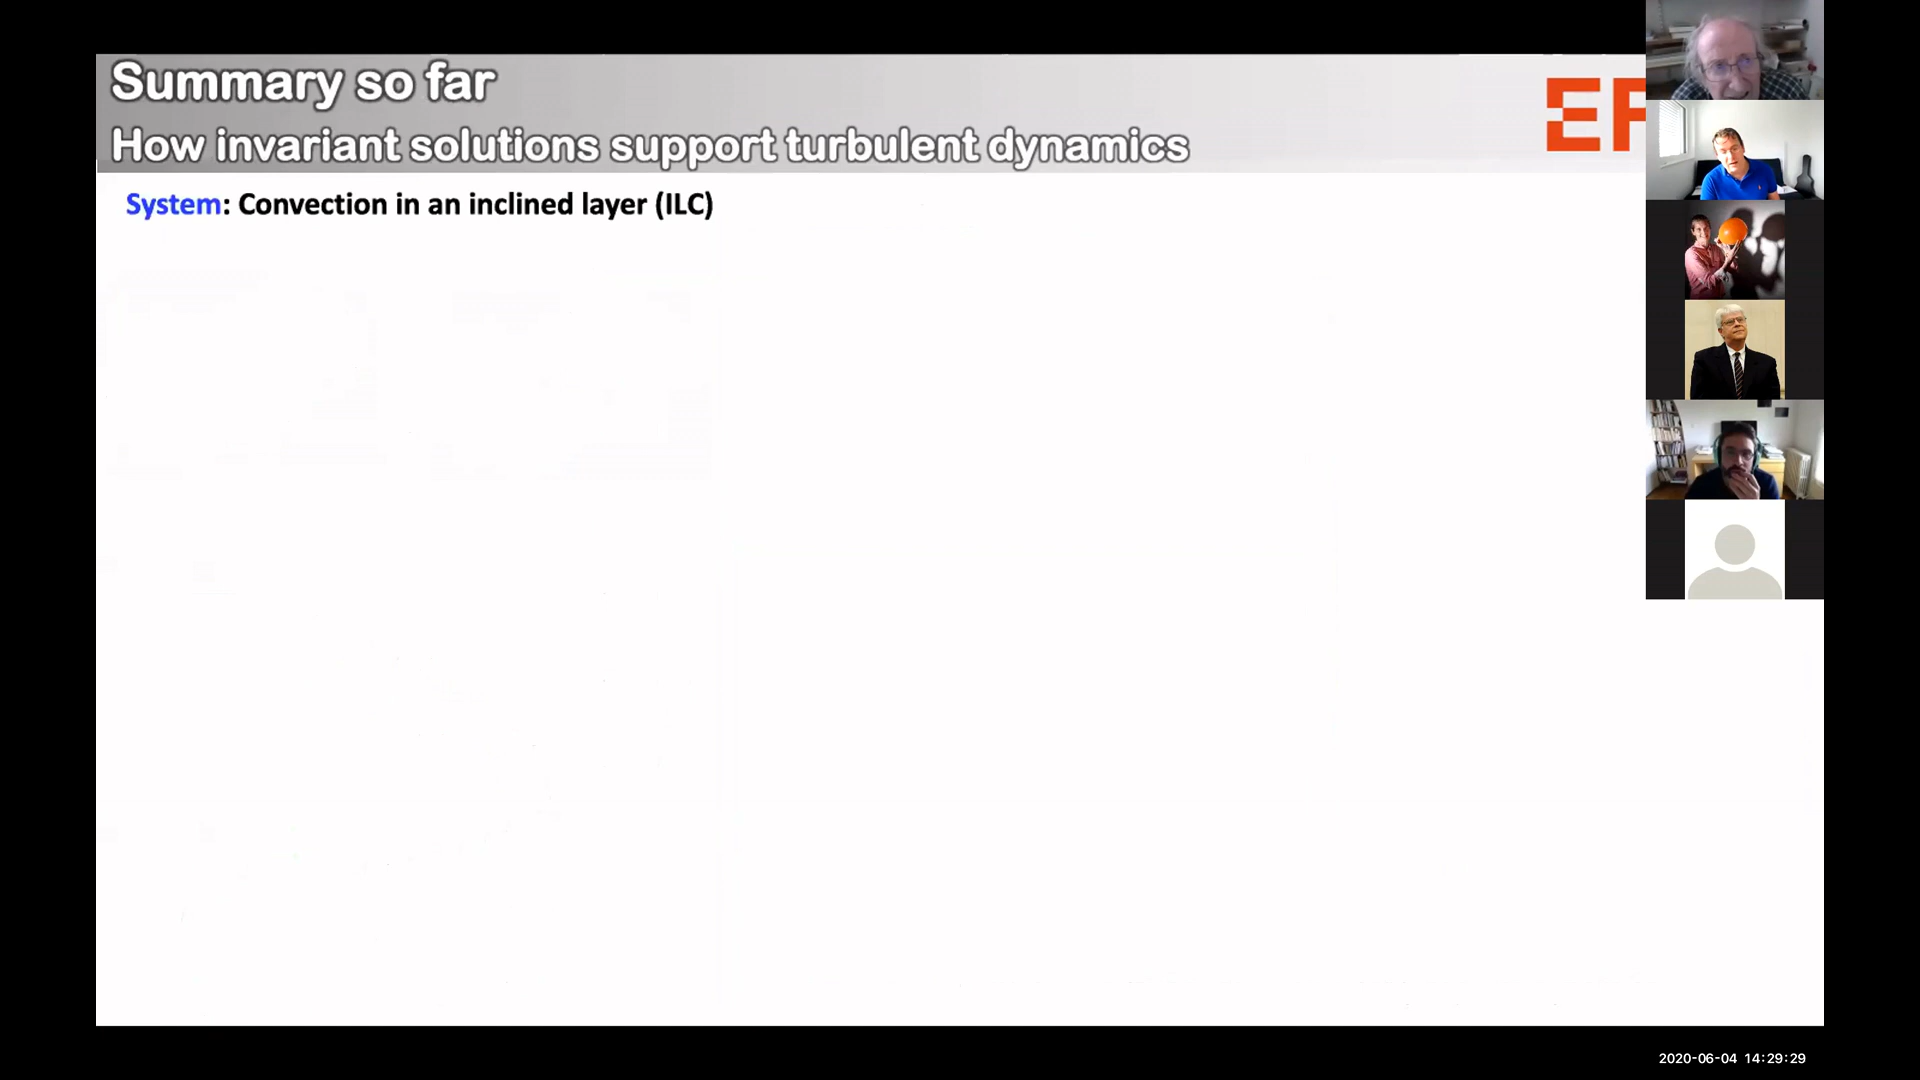 Summary so far
How invariant solutions support turbulent dynamics
EP
System: Convection in an inclined layer (ILC)
2020-06-04 14:29:29